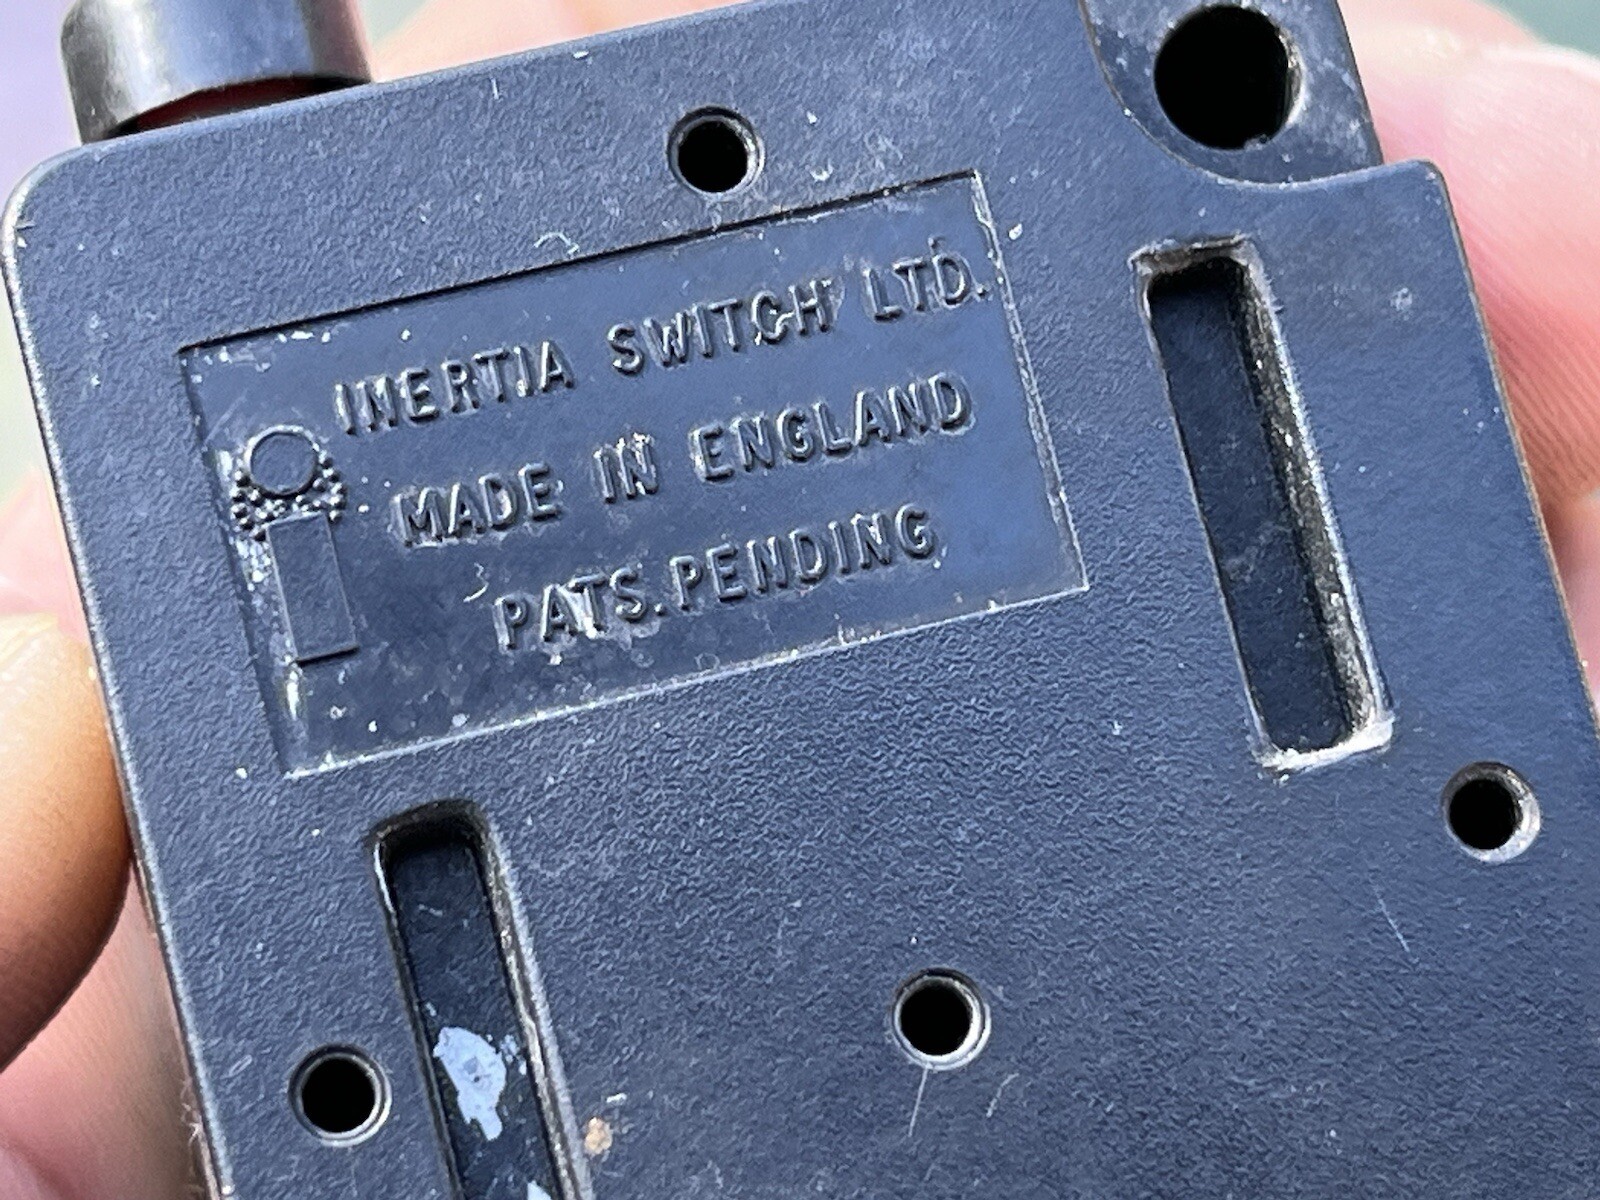 INERTIA SWITCH LTD.
MADE IN ENGLAND
PATS. PENDING